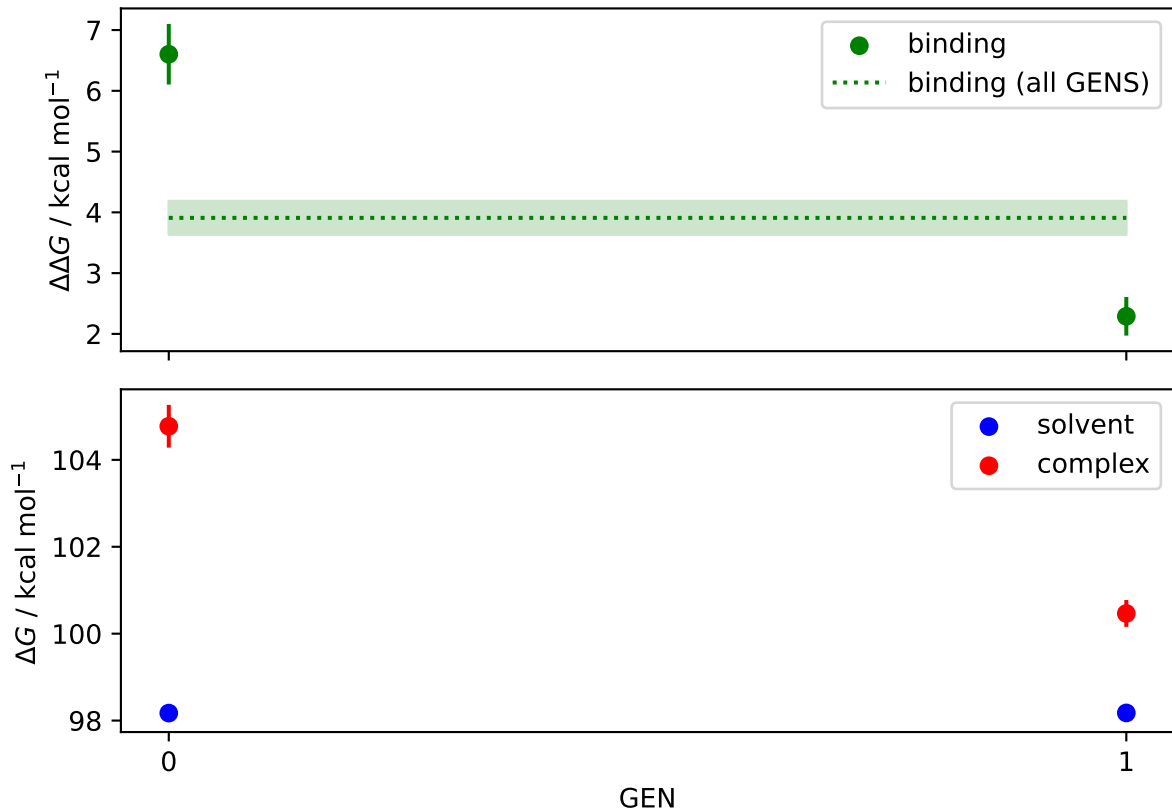 7
6
5
4
3
2
ΔΔG / kcal mol⁻¹
binding
binding (all GENS)
104
102
100
98
ΔG / kcal mol⁻¹
solvent
complex
0
1
GEN